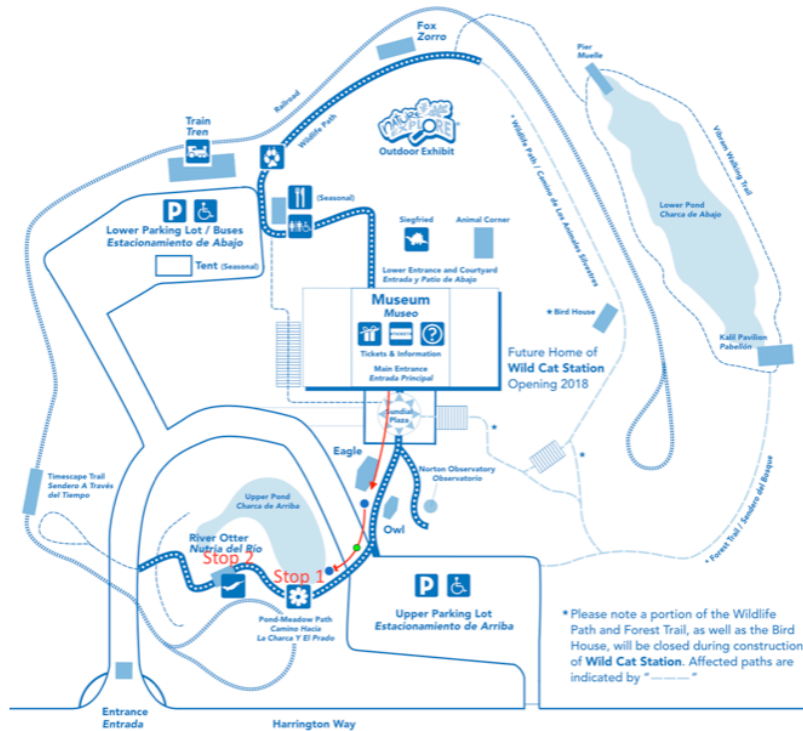 Fox
Zorro
Pier
Muelle
Railroad
Wildlife Path
nature
EXPLORE
Outdoor Exhibit
Train
Tren
* Wildlife Path / Camino de Los Animales Silvestres
Vibram Walking Trail
P
(Seasonal)
Lower Parking Lot / Buses
Estacionamiento de Abajo
Siegfried
Animal Corner
Lower Pond
Charca de Abajo
Tent (Seasonal)
Lower Entrance and Courtyard
Entrada y Patio de Abajo
Museum
Museo
* Bird House
Kalil Pavilion
Pabellón
?
Tickets & Information
Main Entrance
Entrada Principal
Future Home of
Wild Cat Station
Opening 2018
Sundial
Plaza
*
*
Eagle
Norton Observatory
Observatorio
Timescape Trail
Sendero A Través
del Tiempo
Upper Pond
Charca de Arriba
Owl
* Forest Trail / Sendero del Bosque
River Otter
Nutria del Río
Stop 2
Stop 1
P
Pond-Meadow Path
Camino Hacia
La Charca Y El Prado
Upper Parking Lot
Estacionamiento de Arriba
* Please note a portion of the Wildlife
Path and Forest Trail, as well as the Bird
House, will be closed during construction
of Wild Cat Station. Affected paths are
indicated by "———"
Entrance
Entrada
Harrington Way